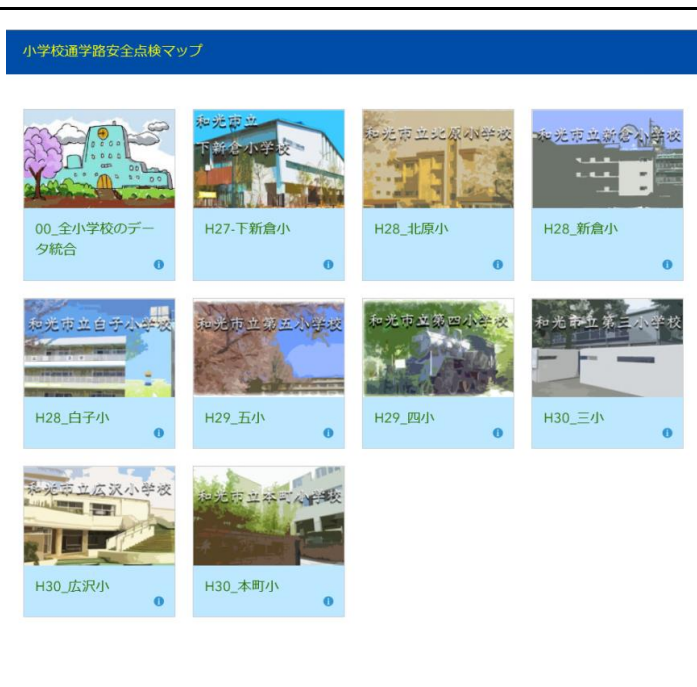 小学校通学路安全点検マップ
00_全小学校のデー
タ統合
和光市立
下新倉小学校
H27-下新倉小
和光市立北原小学校
H28_北原小
和光市立新倉小学校
H28_新倉小
和光市立白子小学校
H28_白子小
和光市立第五小学校
H29_五小
和光市立第四小学校
H29_四小
和光市立第三小学校
H30_三小
和光市立広沢小学校
H30_広沢小
和光市立本町小学校
H30_本町小